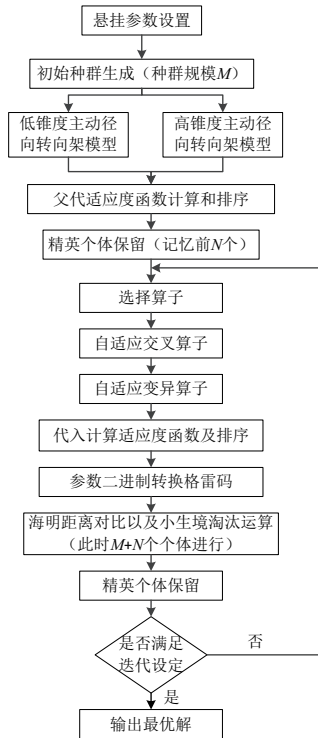 悬挂参数设置
初始种群生成（种群规模M）
低锥度主动径
向转向架模型
高锥度主动径
向转向架模型
父代适应度函数计算和排序
精英个体保留（记忆前N个）
选择算子
自适应交叉算子
自适应变异算子
代入计算适应度函数及排序
参数二进制转换格雷码
海明距离对比以及小生境淘汰运算
（此时M+N个个体进行）
精英个体保留
是否满足
迭代设定
否
是
输出最优解